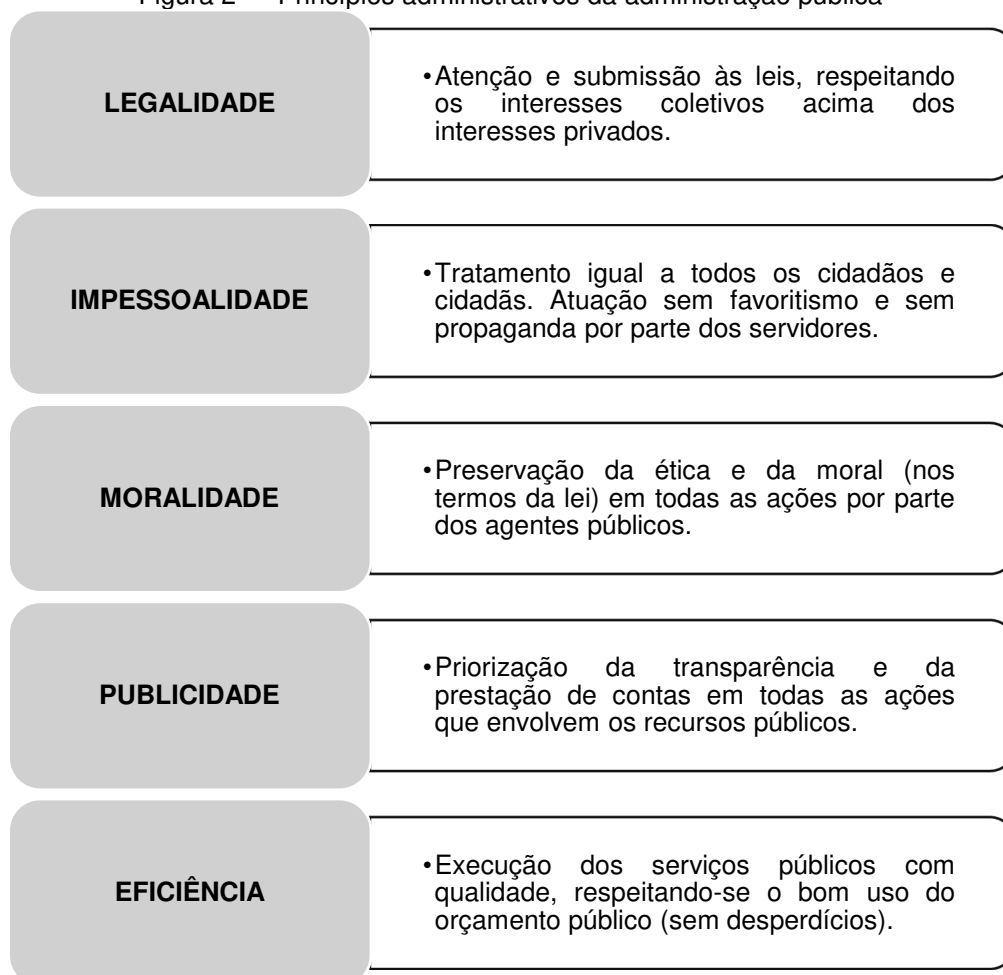 Figura 2 — Princípios administrativos da administração pública
LEGALIDADE
•Atenção e submissão às leis, respeitando
os interesses coletivos acima dos
interesses privados.
IMPESSOALIDADE
•Tratamento igual a todos os cidadãos e
cidadãs. Atuação sem favoritismo e sem
propaganda por parte dos servidores.
MORALIDADE
•Preservação da ética e da moral (nos
termos da lei) em todas as ações por parte
dos agentes públicos.
PUBLICIDADE
•Priorização da transparência e da
prestação de contas em todas as ações
que envolvem os recursos públicos.
EFICIÊNCIA
•Execução dos serviços públicos com
qualidade, respeitando-se o bom uso do
orçamento público (sem desperdícios).